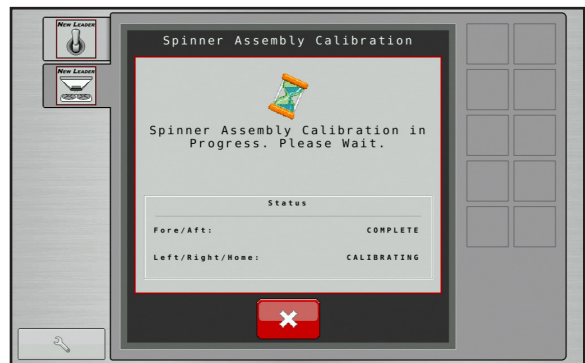 New Leader
New Leader
Spinner Assembly Calibration
Spinner Assembly Calibration in
Progress. Please Wait.
Status
Fore/Aft: COMPLETE
Left/Right/Home: CALIBRATING